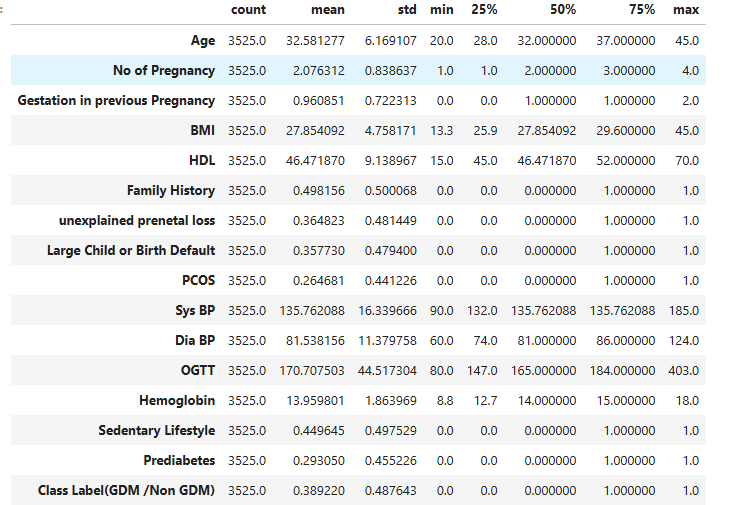 :
count mean std min 25% 50% 75% max
Age 3525.0 32.581277 6.169107 20.0 28.0 32.000000 37.000000 45.0
No of Pregnancy 3525.0 2.076312 0.838637 1.0 1.0 2.000000 3.000000 4.0
Gestation in previous Pregnancy 3525.0 0.960851 0.722313 0.0 0.0 1.000000 1.000000 2.0
BMI 3525.0 27.854092 4.758171 13.3 25.9 27.854092 29.600000 45.0
HDL 3525.0 46.471870 9.138967 15.0 45.0 46.471870 52.000000 70.0
Family History 3525.0 0.498156 0.500068 0.0 0.0 0.000000 1.000000 1.0
unexplained prenetal loss 3525.0 0.364823 0.481449 0.0 0.0 0.000000 1.000000 1.0
Large Child or Birth Default 3525.0 0.357730 0.479400 0.0 0.0 0.000000 1.000000 1.0
PCOS 3525.0 0.264681 0.441226 0.0 0.0 0.000000 1.000000 1.0
Sys BP 3525.0 135.762088 16.339666 90.0 132.0 135.762088 135.762088 185.0
Dia BP 3525.0 81.538156 11.379758 60.0 74.0 81.000000 86.000000 124.0
OGTT 3525.0 170.707503 44.517304 80.0 147.0 165.000000 184.000000 403.0
Hemoglobin 3525.0 13.959801 1.863969 8.8 12.7 14.000000 15.000000 18.0
Sedentary Lifestyle 3525.0 0.449645 0.497529 0.0 0.0 0.000000 1.000000 1.0
Prediabetes 3525.0 0.293050 0.455226 0.0 0.0 0.000000 1.000000 1.0
Class Label(GDM /Non GDM) 3525.0 0.389220 0.487643 0.0 0.0 0.000000 1.000000 1.0